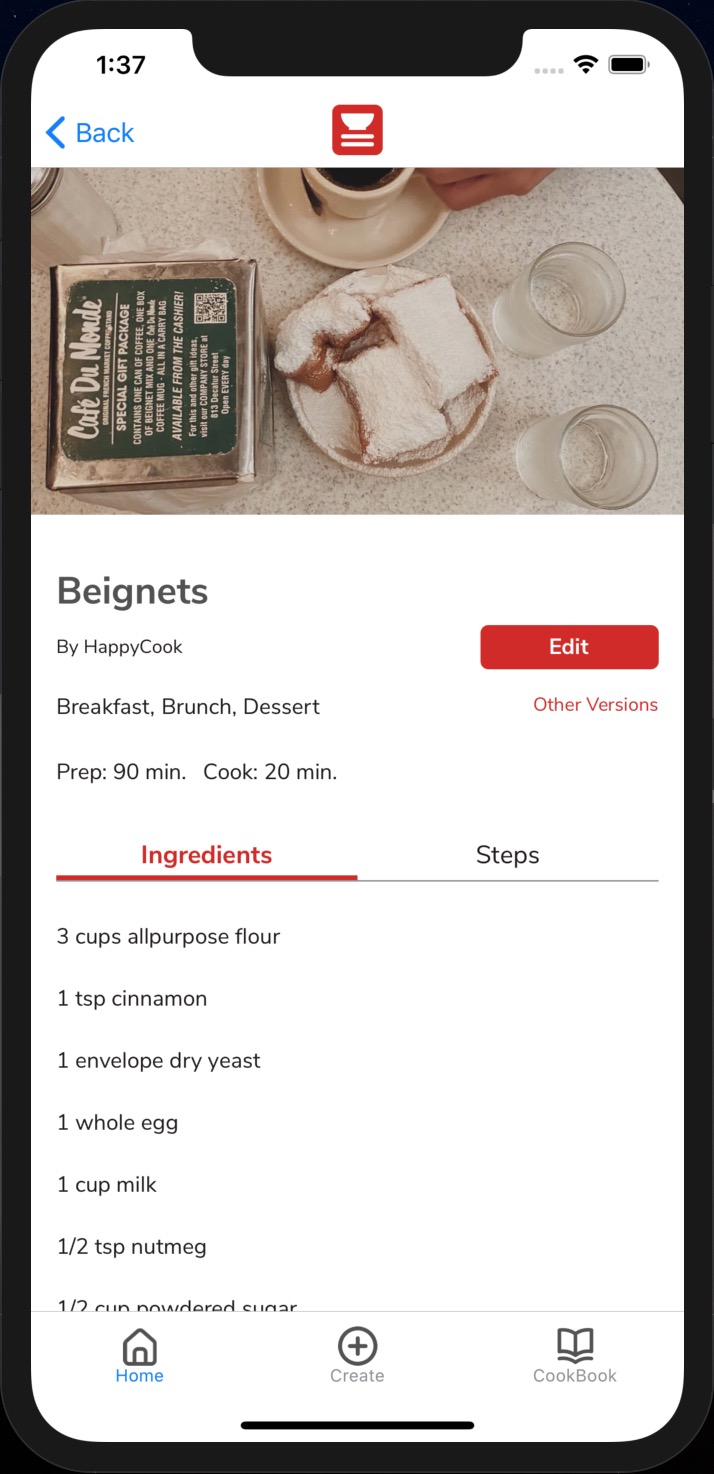 1:37
Back
Café Du Monde
ORIGINAL FRENCH MARKET COFFEE STAND
SPECIAL GIFT PACKAGE
CONTAINS ONE CAN OF COFFEE, ONE BOX
OF BEIGNET MIX AND ONE Café Du Monde
COFFEE MUG - ALL IN A CARRY BAG
AVAILABLE FROM THE CASHIER!
For this and other gift ideas,
visit our COMPANY STORE at
813 Decatur Street
Open EVERY day
Beignets
By HappyCook
Edit
Breakfast, Brunch, Dessert
Other Versions
Prep: 90 min. Cook: 20 min.
Ingredients
Steps
3 cups allpurpose flour
1 tsp cinnamon
1 envelope dry yeast
1 whole egg
1 cup milk
1/2 tsp nutmeg
1/2 cup powdered sugar
Home
Create
CookBook